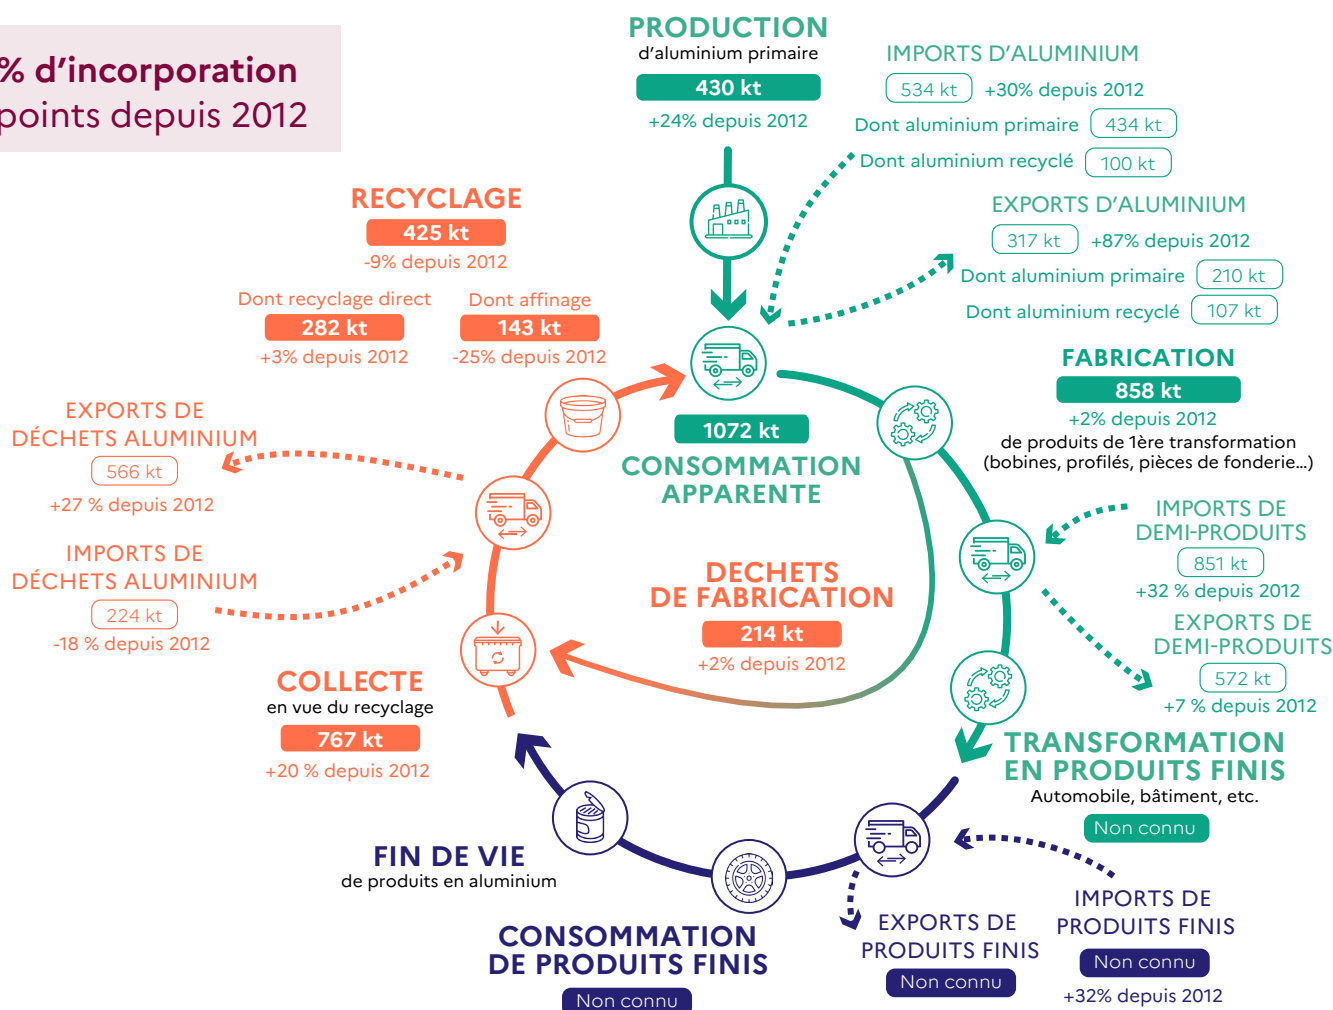 % d'incorporation
points depuis 2012
PRODUCTION
d'aluminium primaire
430 kt
+24% depuis 2012
IMPORTS D'ALUMINIUM
534 kt +30% depuis 2012
Dont aluminium primaire 434 kt
Dont aluminium recyclé 100 kt
EXPORTS D'ALUMINIUM
317 kt +87% depuis 2012
Dont aluminium primaire 210 kt
Dont aluminium recyclé 107 kt
RECYCLAGE
425 kt
-9% depuis 2012
Dont recyclage direct
282 kt
+3% depuis 2012
Dont affinage
143 kt
-25% depuis 2012
FABRICATION
858 kt
+2% depuis 2012
de produits de 1ère transformation
(bobines, profilés, pièces de fonderie...)
1072 kt
CONSOMMATION
APPARENTE
EXPORTS DE
DÉCHETS ALUMINIUM
566 kt
+27 % depuis 2012
IMPORTS DE
DÉCHETS ALUMINIUM
224 kt
-18 % depuis 2012
IMPORTS DE
DEMI-PRODUITS
851 kt
+32 % depuis 2012
EXPORTS DE
DEMI-PRODUITS
572 kt
+7 % depuis 2012
DECHETS
DE FABRICATION
214 kt
+2% depuis 2012
COLLECTE
en vue du recyclage
767 kt
+20 % depuis 2012
TRANSFORMATION
EN PRODUITS FINIS
Automobile, bâtiment, etc.
Non connu
FIN DE VIE
de produits en aluminium
CONSOMMATION
DE PRODUITS FINIS
Non connu
EXPORTS DE
PRODUITS FINIS
Non connu
IMPORTS DE
PRODUITS FINIS
Non connu
+32% depuis 2012